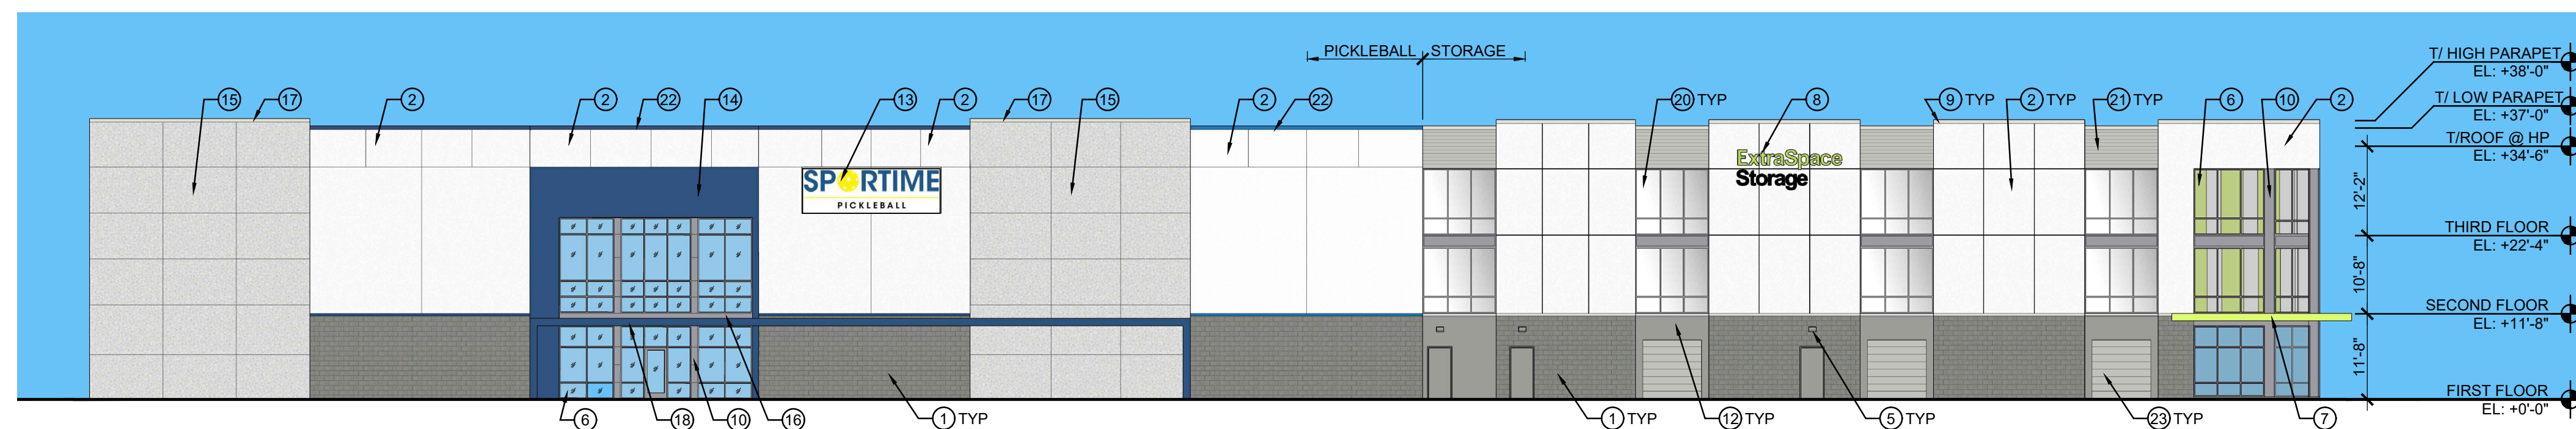 PICKLEBALL STORAGE
T/ HIGH PARAPET
EL: +38'-0"
15 17 2 2 22 14 13 2 17 15 2 22 20 TYP 8 9 TYP 2 TYP 21 TYP 6 10 2
T/ LOW PARAPET
EL: +37'-0"
T/ROOF @ HP
EL: +34'-6"
ExtraSpace
Storage
SPORTIME
PICKLEBALL
12'-2"
THIRD FLOOR
EL: +22'-4"
10'-8"
SECOND FLOOR
EL: +11'-8"
11'-8"
FIRST FLOOR
EL: +0'-0"
6 18 10 16 1 TYP 1 TYP 12 TYP 5 TYP 23 TYP 7